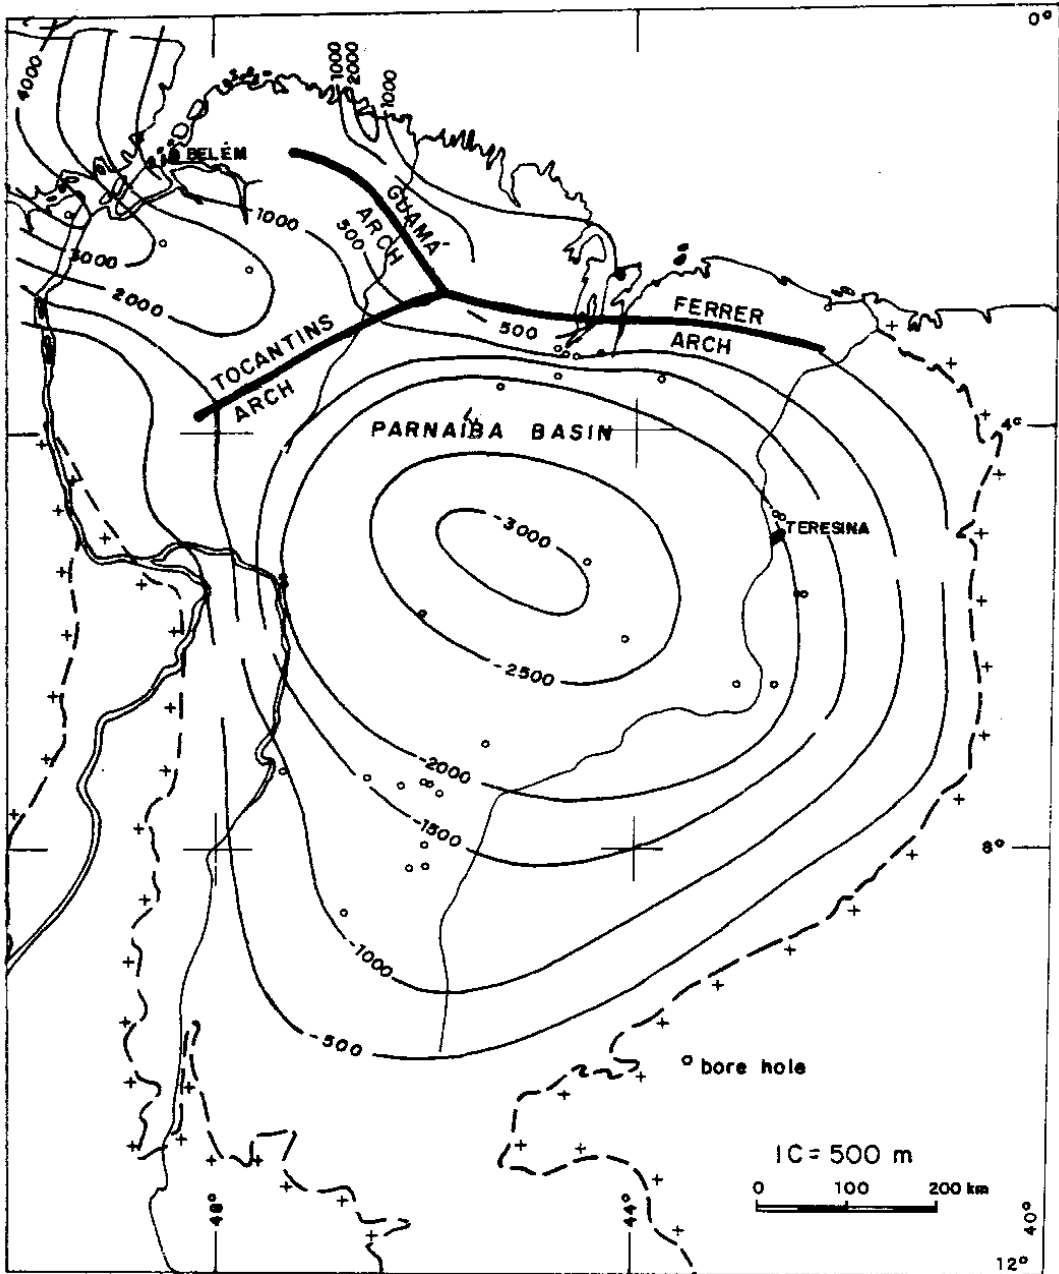 0°
4000
1000
2000
1000
BELÉM
GUAMÁ
ARCH
-1000
500
3000
2000
FERRER
ARCH
500
TOCANTINS
ARCH
PARNAIBA BASIN
4°
-3000
TERESINA
-2500
-2000
-1500
8°
-1000
-500
bore hole
IC = 500 m
0 100 200 km
48°
44°
40°
12°